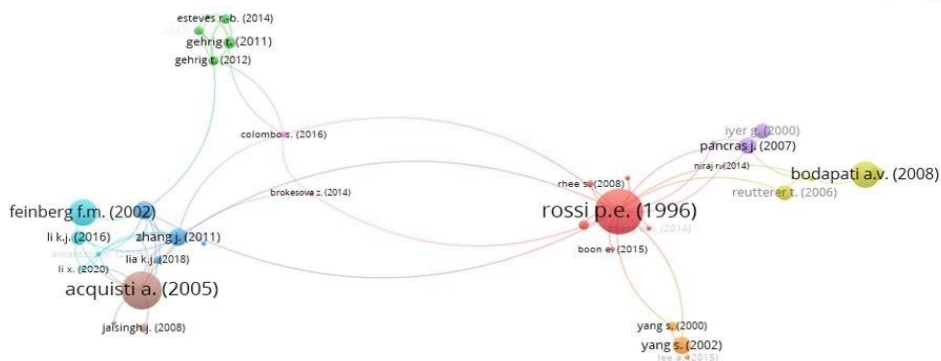 esteves r.-b. (2014)
gehrig t. (2011)
gehrig t. (2012)
colombo s. (2016)
iyer g. (2000)
pancras j. (2007)
niraj r. (2014)
bodapati a.v. (2008)
rhee s. (2008)
reutterer t. (2006)
brokesova z. (2014)
feinberg f.m. (2002)
rossi p.e. (1996)
zhang j. (2011)
li k.j. (2016)
boon e. (2015)
lia k.j. (2018)
li x. (2020)
acquisti a. (2005)
jaisingh j. (2008)
yang s. (2000)
yang s. (2002)
lee a. (2015)